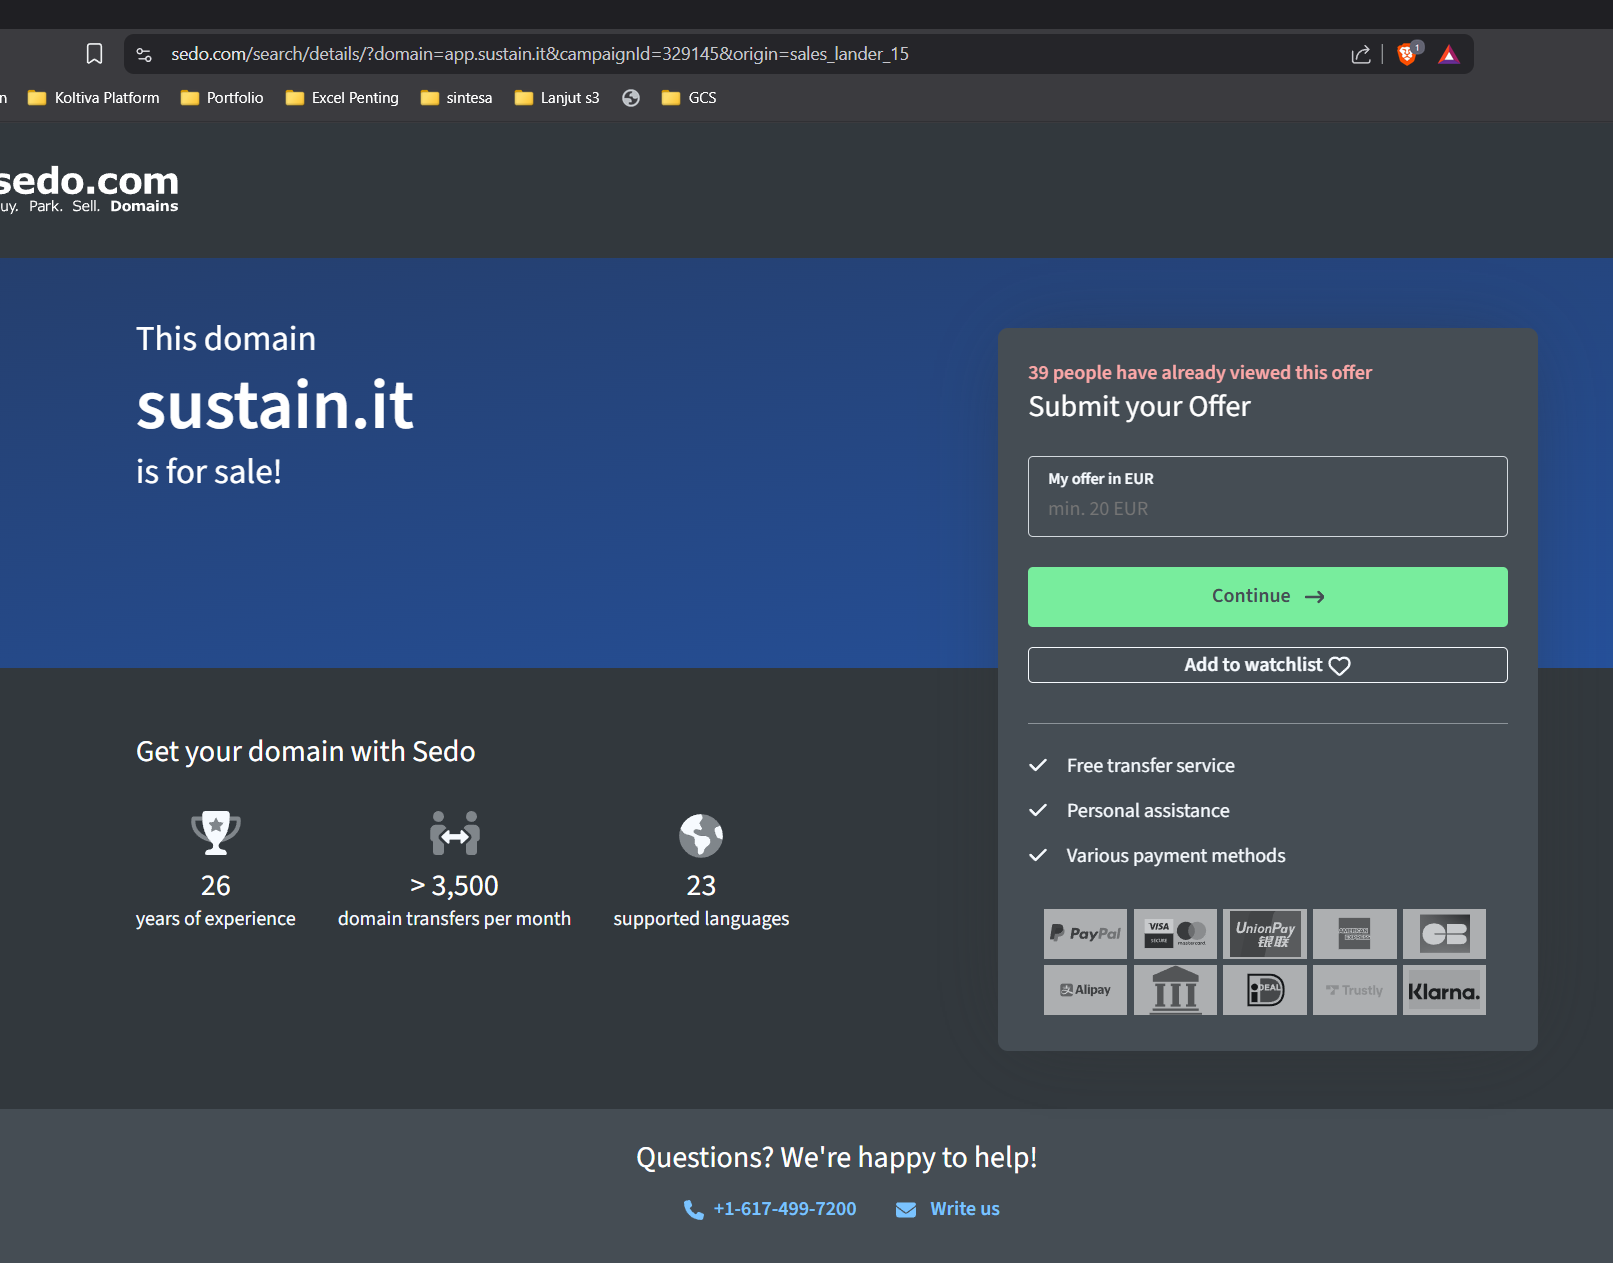 sedo.com/search/details/?domain=app.sustain.it&campaignId=329145&origin=sales_lander_15
1
n Koltiva Platform Portfolio Excel Penting sintesa Lanjut s3 GCS
sedo.com
uy. Park. Sell. Domains
This domain
sustain.it
is for sale!
39 people have already viewed this offer
Submit your Offer
My offer in EUR
min. 20 EUR
Continue →
Add to watchlist
Free transfer service
Personal assistance
Various payment methods
PayPal VISA SECURE mastercard UnionPay 银联 AMERICAN EXPRESS CB
支 Alipay iDEAL Trustly Klarna.
Get your domain with Sedo
26 > 3,500 23
years of experience domain transfers per month supported languages
Questions? We're happy to help!
+1-617-499-7200 Write us